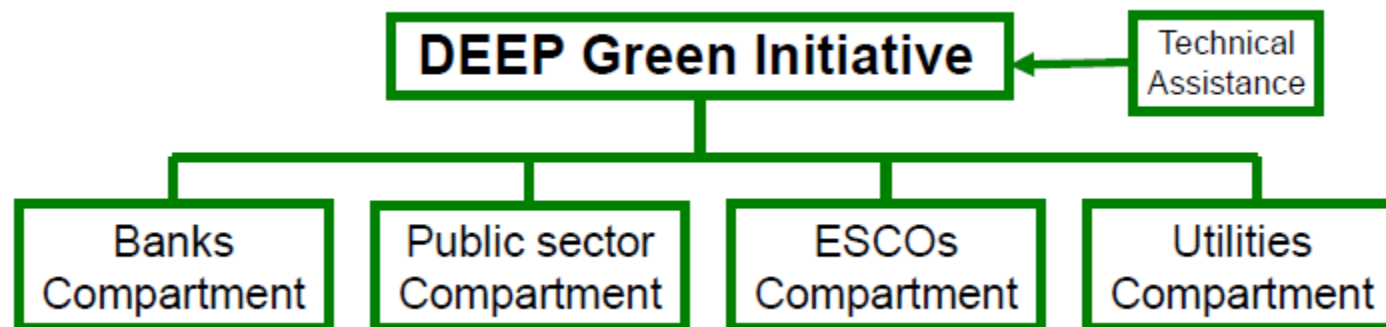 DEEP Green Initiative
Technical
Assistance
Banks
Compartment
Public sector
Compartment
ESCOs
Compartment
Utilities
Compartment